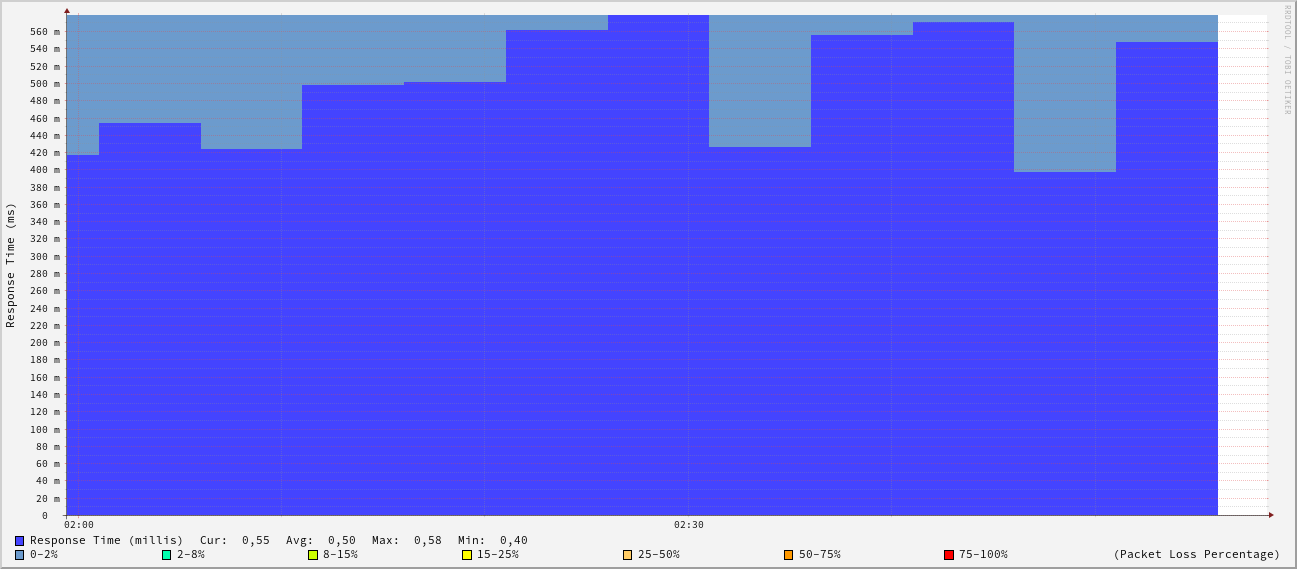 RRDTOOL / TOBI OETIKER
Response Time (ms)
560 m
540 m
520 m
500 m
480 m
460 m
440 m
420 m
400 m
380 m
360 m
340 m
320 m
300 m
280 m
260 m
240 m
220 m
200 m
180 m
160 m
140 m
120 m
100 m
80 m
60 m
40 m
20 m
0
02:00 02:30
Response Time (millis) Cur: 0,55 Avg: 0,50 Max: 0,58 Min: 0,40
0-2% 2-8% 8-15% 15-25% 25-50% 50-75% 75-100% (Packet Loss Percentage)